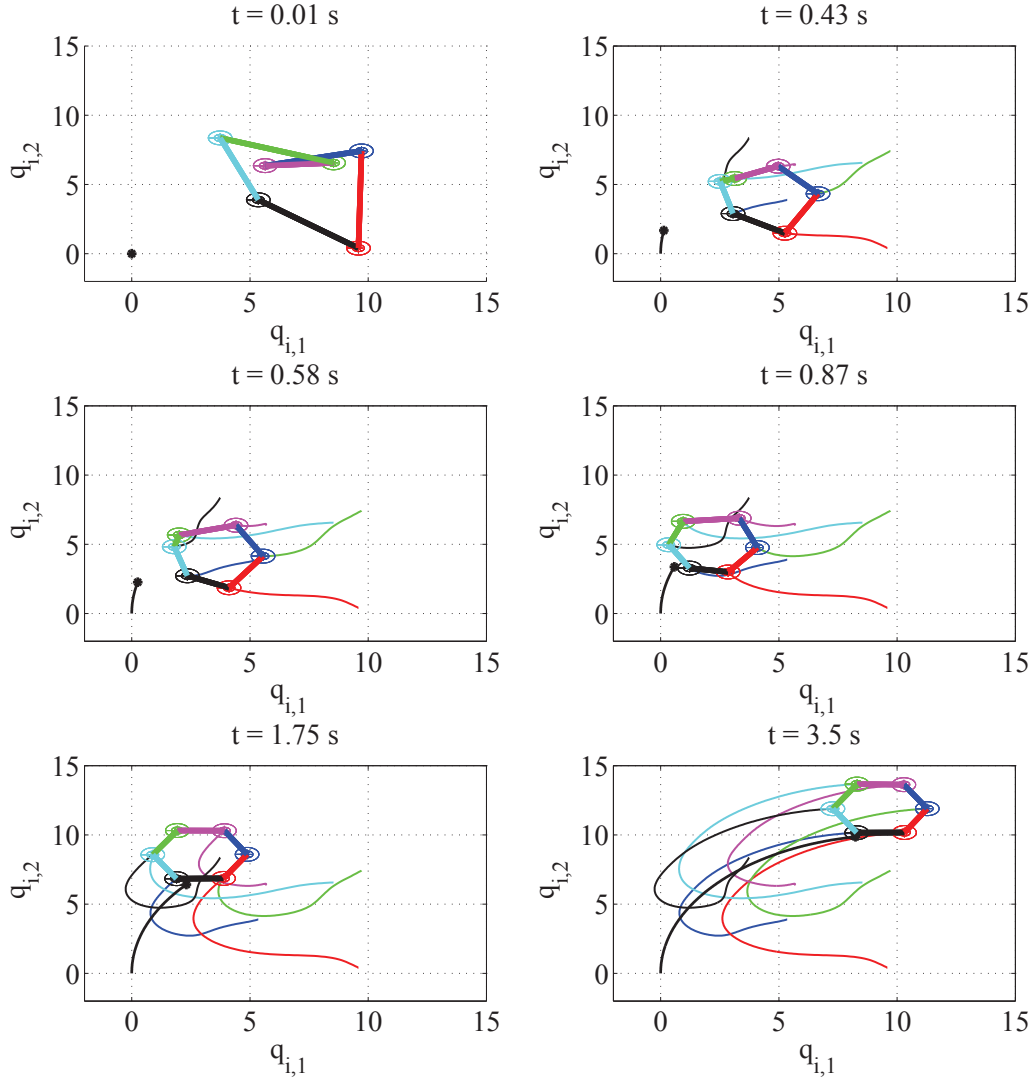 t = 0.01 s
15
10
5
0
q_{i,2}
0 5 10 15
q_{i,1}
t = 0.43 s
15
10
5
0
q_{i,2}
0 5 10 15
q_{i,1}
t = 0.58 s
15
10
5
0
q_{i,2}
0 5 10 15
q_{i,1}
t = 0.87 s
15
10
5
0
q_{i,2}
0 5 10 15
q_{i,1}
t = 1.75 s
15
10
5
0
q_{i,2}
0 5 10 15
q_{i,1}
t = 3.5 s
15
10
5
0
q_{i,2}
0 5 10 15
q_{i,1}